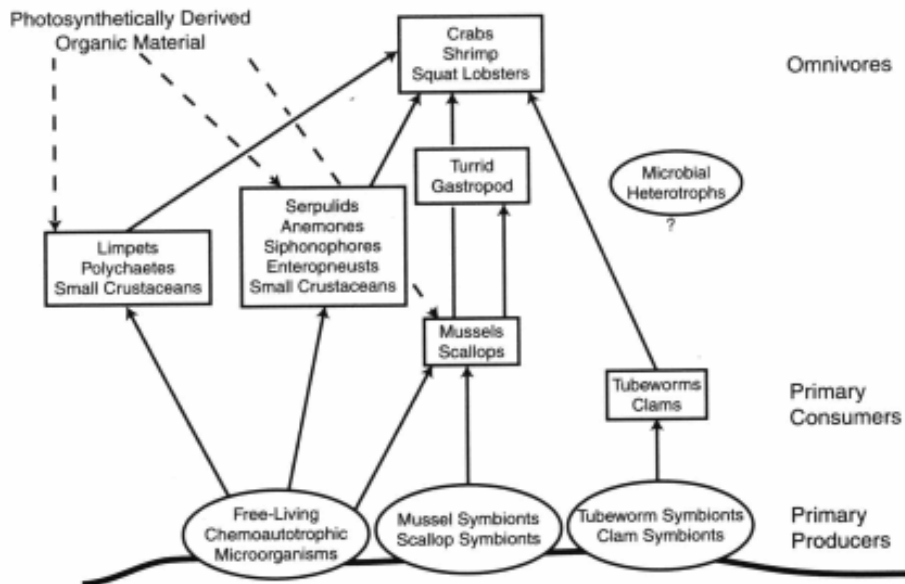 Photosynthetically Derived
Organic Material
Crabs
Shrimp
Squat Lobsters
Omnivores
Turrid
Gastropod
Microbial
Heterotrophs
?
Serpulids
Anemones
Siphonophores
Enteropneusts
Small Crustaceans
Limpets
Polychaetes
Small Crustaceans
Mussels
Scallops
Tubeworms
Clams
Primary
Consumers
Free-Living
Chemoautotrophic
Microorganisms
Mussel Symbionts
Scallop Symbionts
Tubeworm Symbionts
Clam Symbionts
Primary
Producers